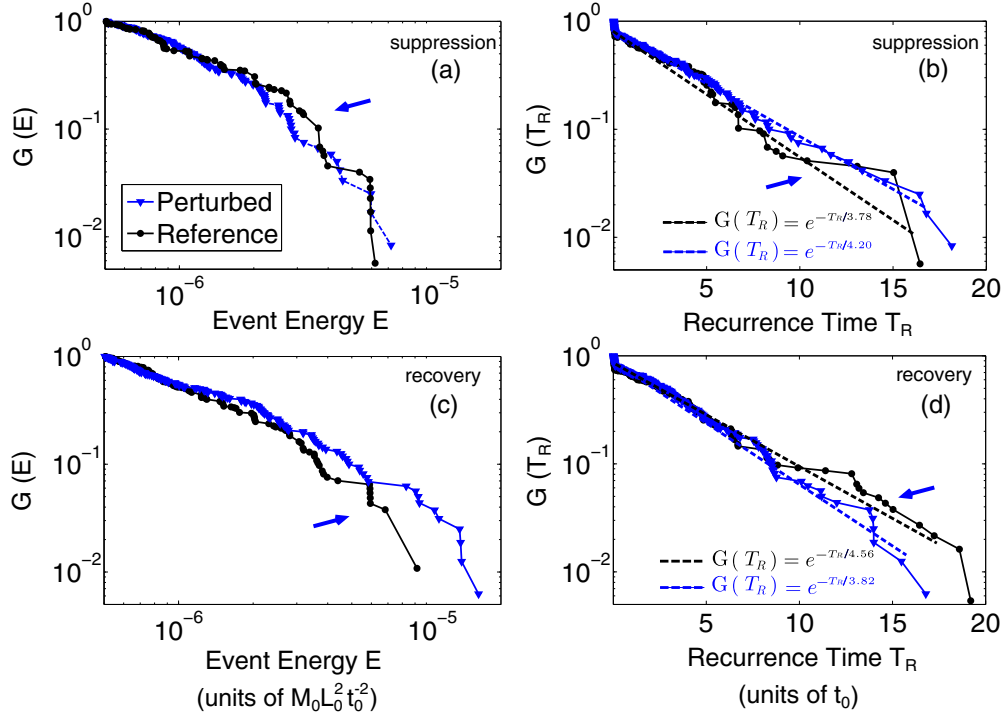 10^0
10^-1
10^-2
G (E)
suppression
(a)
Perturbed
Reference
10^-6
10^-5
Event Energy E
10^0
10^-1
10^-2
G (T_R)
suppression
(b)
G( T_R) = e^{-T_R/3.78}
G( T_R) = e^{-T_R/4.20}
5
10
15
20
Recurrence Time T_R
10^0
10^-1
10^-2
G (E)
recovery
(c)
10^-6
10^-5
Event Energy E
(units of M_0L_0^2t_0^-2)
10^0
10^-1
10^-2
G (T_R)
recovery
(d)
G( T_R) = e^{-T_R/4.56}
G( T_R) = e^{-T_R/3.82}
5
10
15
20
Recurrence Time T_R
(units of t_0)